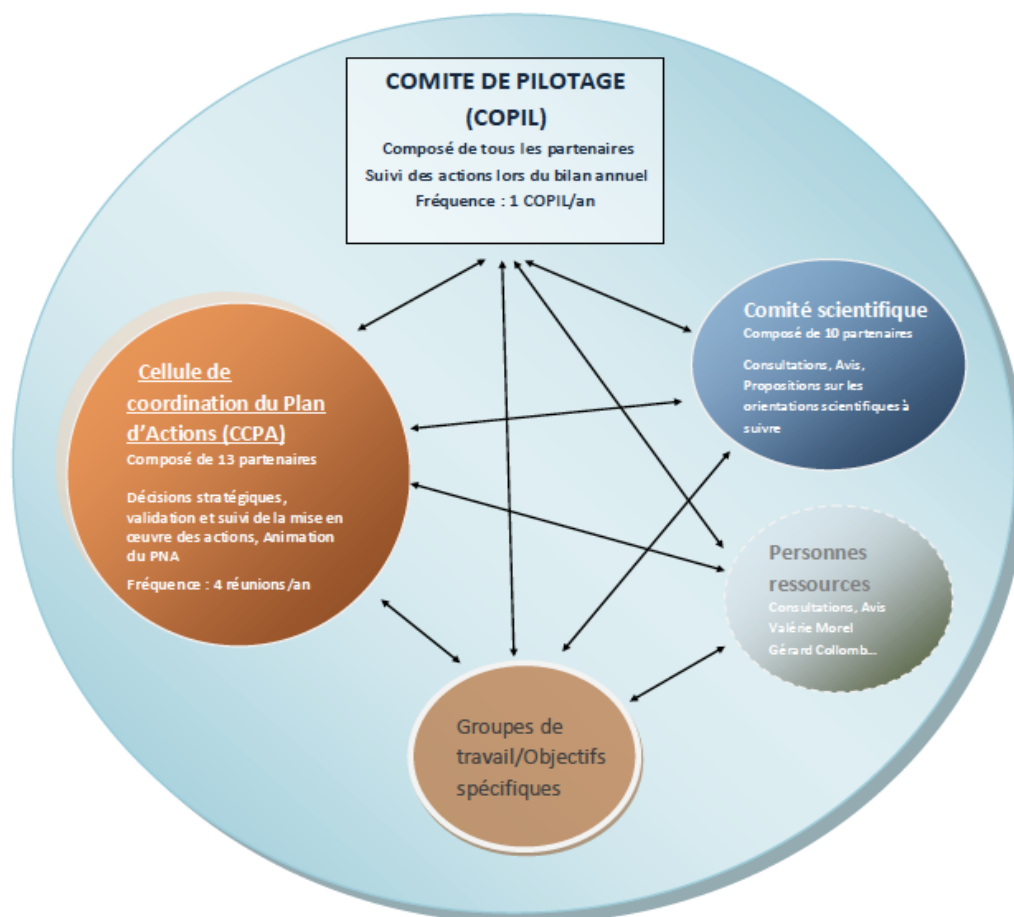 COMITE DE PILOTAGE
(COPIL)
Composé de tous les partenaires
Suivi des actions lors du bilan annuel
Fréquence : 1 COPIL/an
Comité scientifique
Composé de 10 partenaires
Consultations, Avis,
Propositions sur les
orientations scientifiques à
suivre
Cellule de
coordination du Plan
d'Actions (CCPA)
Composé de 13 partenaires
Décisions stratégiques,
validation et suivi de la mise en
œuvre des actions, Animation
du PNA
Fréquence : 4 réunions/an
Personnes
ressources
Consultations, Avis
Valérie Morel
Gérard Collomb...
Groupes de
travail/Objectifs
spécifiques